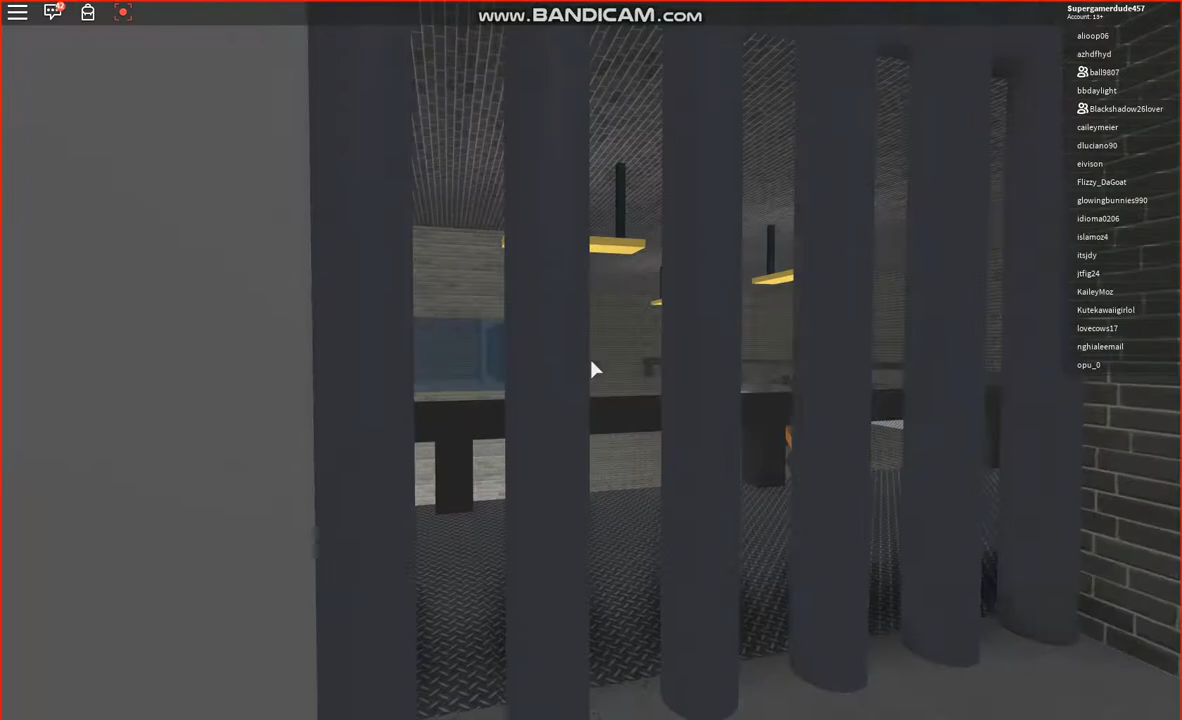 www.BANDICAM.com
Supergamerdude457
Account: 13+
alioop06
azhdfhyd
ball9807
bbdaylight
Blackshadow26lover
caileymeier
dluciano90
eivison
Flizzy_DaGoat
glowingbunnies990
idioma0206
islamoz4
itsjdy
jtfig24
KaileyMoz
Kutekawaiigirlol
lovecows17
nghialeemail
opu_0